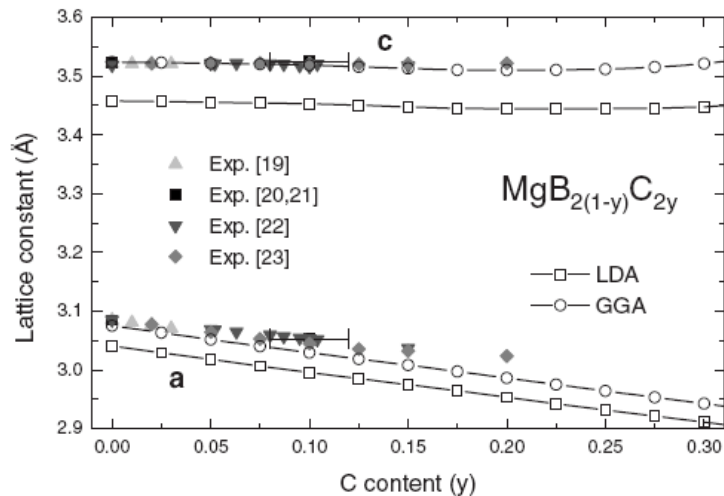 3.6
3.5
3.4
3.3
3.2
3.1
3.0
2.9
Lattice constant (Å)
c
Exp. [19]
Exp. [20,21]
Exp. [22]
Exp. [23]
MgB2(1-y)C2y
LDA
GGA
a
0.00 0.05 0.10 0.15 0.20 0.25 0.30
C content (y)